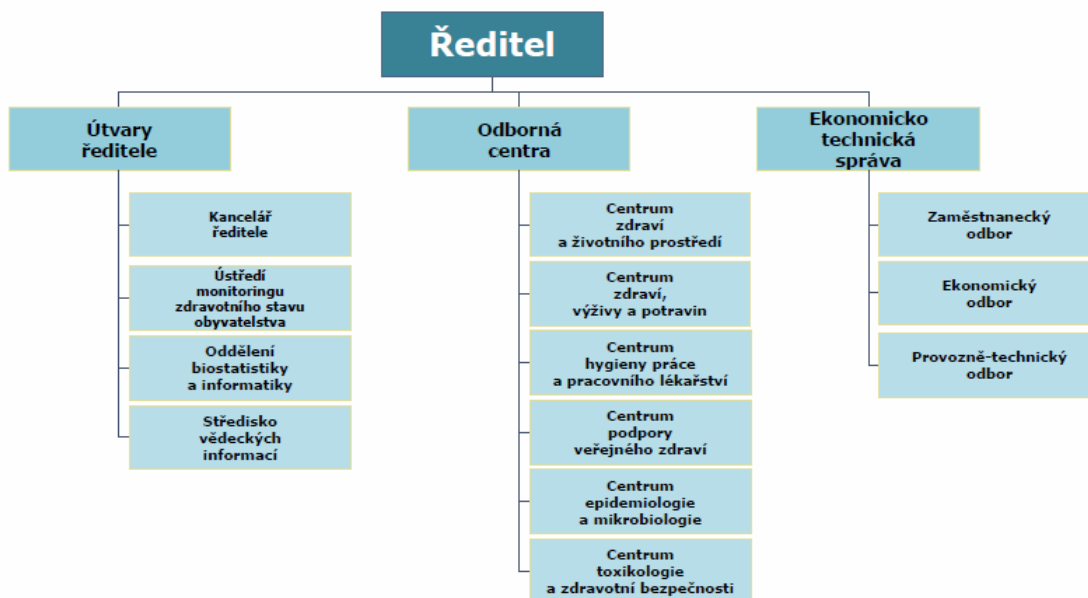 Ředitel
Útvary
ředitele
Kancelář
ředitele
Ústředí
monitoringu
zdravotního stavu
obyvatelstva
Oddělení
biostatistiky
a informatiky
Středisko
vědeckých
informací
Odborná
centra
Centrum
zdraví
a životního prostředí
Centrum
zdraví,
výživy a potravin
Centrum
hygieny práce
a pracovního lékařství
Centrum
podpory
veřejného zdraví
Centrum
epidemiologie
a mikrobiologie
Centrum
toxikologie
a zdravotní bezpečnosti
Ekonomicko
technická
správa
Zaměstnanecký
odbor
Ekonomický
odbor
Provozně-technický
odbor